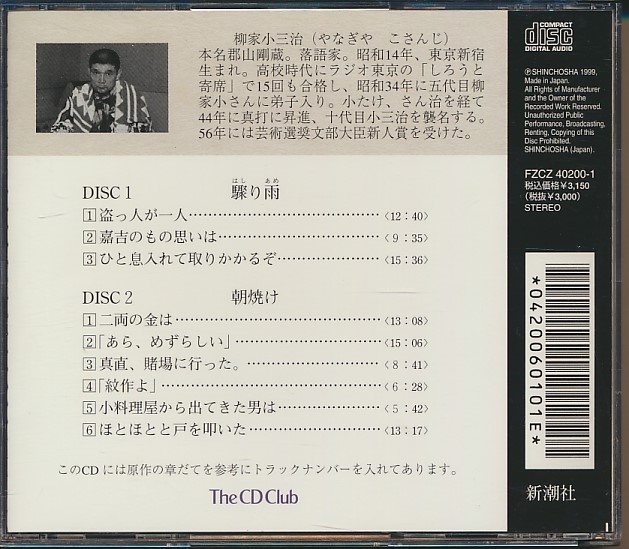 柳家小三治（やなぎや　こさんじ）
本名郡山剛蔵。落語家。昭和14年、東京新宿
生まれ。高校時代にラジオ東京の「しろうと
寄席」で15回も合格し、昭和34年に五代目柳
家小さんに弟子入り。小たけ、さん治を経て
44年に真打に昇進、十代目小三治を襲名する。
56年には芸術選奨文部大臣新人賞を受けた。
DISC 1　はし　あめ
驟り雨
1 盗っ人が一人……〈12：40〉
2 嘉吉のもの思いは……〈9：35〉
3 ひと息入れて取りかかるぞ……〈15：36〉
DISC 2　朝焼け
1 二両の金は……〈13：08〉
2 「あら、めずらしい」……〈15：06〉
3 真直、賭場に行った。……〈8：41〉
4 「紋作よ」……〈6：28〉
5 小料理屋から出てきた男は……〈5：42〉
6 ほとほとと戸を叩いた……〈13：17〉
このCDには原作の章だてを参考にトラックナンバーを入れてあります。
The CD Club
COMPACT
disc
DIGITAL AUDIO
ⓅSHINCHOSHA 1999,
Made in Japan.
All Rights of Manufacturer
and the Owner of the
Recorded Work Reserved.
Unauthorized Public
Performance, Broadcasting,
Renting, Copying of this
Disc Prohibited.
SHINCHOSHA (Japan).
FZCZ 40200-1
税込価格￥3,150
(税抜￥3,000)
STEREO
*0420060101E*
新潮社
1